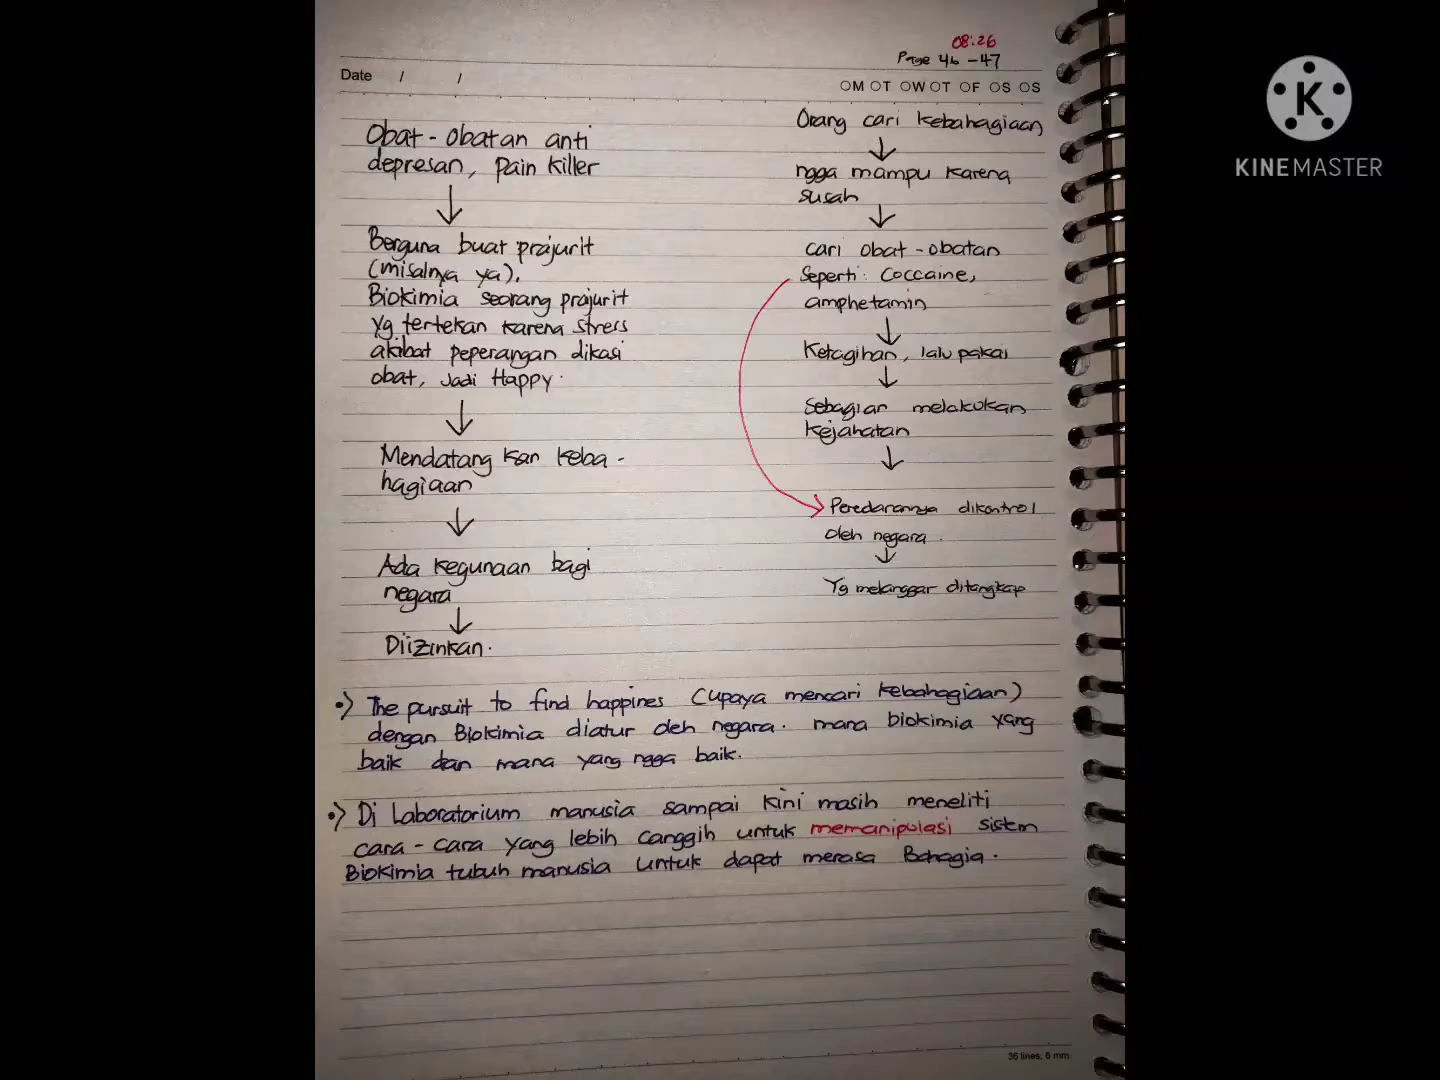 08:26
Page 46 - 47
Date / /
OM OT OW OT OF OS OS
Obat - obatan anti
depresan, pain killer
Berguna buat prajurit
(misalnya ya).
Biokimia seorang prajurit
yg tertekan karena stress
akibat peperangan dikasi
obat, Jadi Happy.
Mendatang kan keba -
hagiaan
Ada kegunaan bagi
negara
Diizinkan.
Orang cari kebahagiaan
ngga mampu karena
susah
cari obat - obatan
Seperti : Coccaine,
amphetamin
Ketagihan, lalu pakai
Sebagian melakukan
kejahatan
Peredarannya dikontrol
oleh negara.
Yg melanggar ditangkap
•) The pursuit to find happines (upaya mencari kebahagiaan)
dengan Biokimia diatur oleh negara. mana biokimia yang
baik dan mana yang ngga baik.
•) Di Laboratorium manusia sampai kini masih meneliti
cara - cara yang lebih canggih untuk memanipulasi sistem
Biokimia tubuh manusia untuk dapat merasa Bahagia.
36 lines, 6 mm
K
KINEMASTER